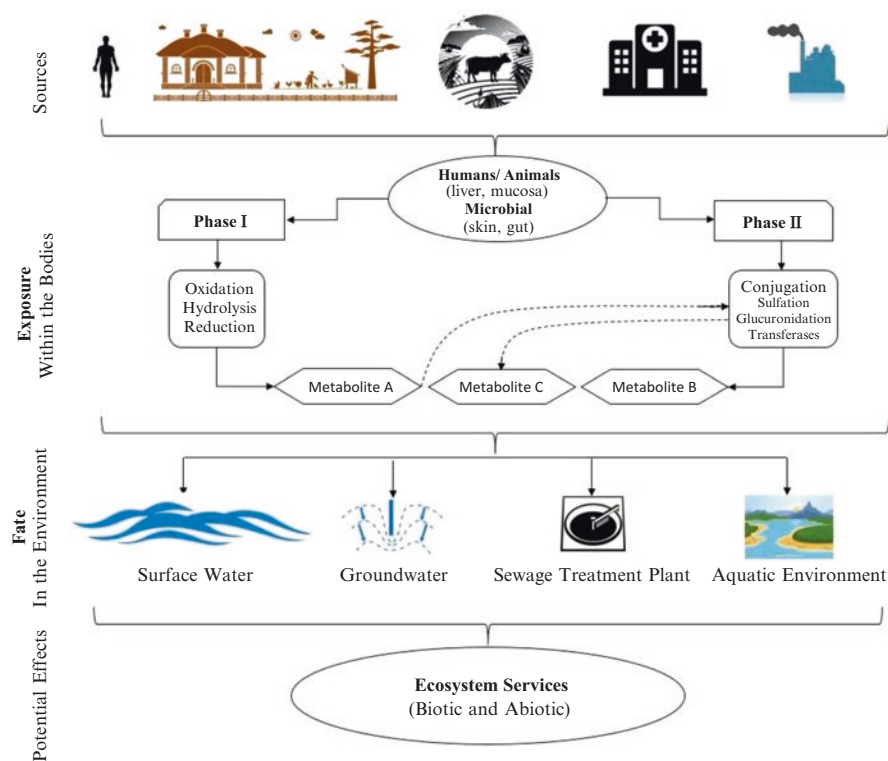 Sources
Humans/ Animals
(liver, mucosa)
Microbial
(skin, gut)
Phase I
Phase II
Exposure
Within the Bodies
Oxidation
Hydrolysis
Reduction
Conjugation
Sulfation
Glucuronidation
Transferases
Metabolite A
Metabolite C
Metabolite B
Fate
In the Environment
Surface Water
Groundwater
Sewage Treatment Plant
Aquatic Environment
Potential Effects
Ecosystem Services
(Biotic and Abiotic)